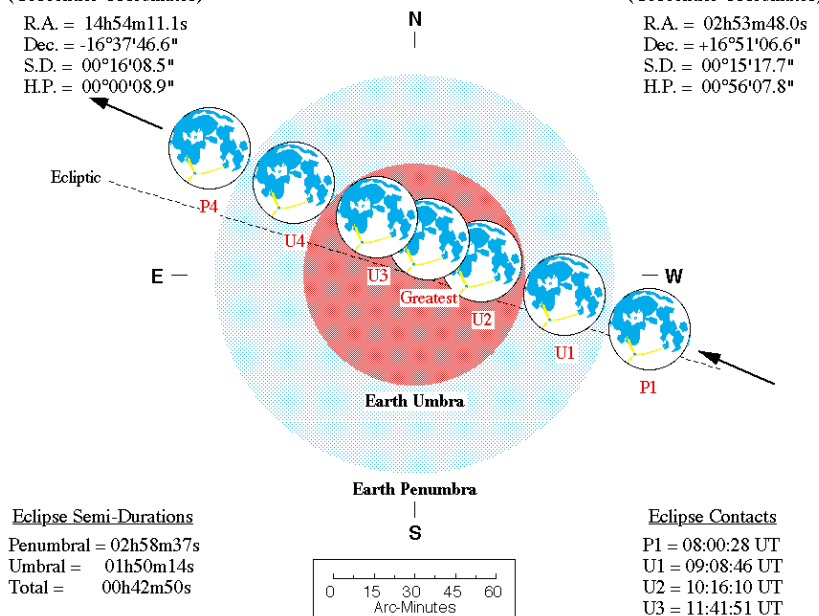 R.A. = 14h54m11.1s
Dec. = -16°37'46.6"
S.D. = 00°16'08.5"
H.P. = 00°00'08.9"
R.A. = 02h53m48.0s
Dec. = +16°51'06.6"
S.D. = 00°15'17.7"
H.P. = 00°56'07.8"
N
Ecliptic
P4
U4
U3
Greatest
U2
U1
P1
E
W
Earth Umbra
Earth Penumbra
S
Eclipse Semi-Durations
Penumbral = 02h58m37s
Umbral = 01h50m14s
Total = 00h42m50s
0 15 30 45 60
Arc-Minutes
Eclipse Contacts
P1 = 08:00:28 UT
U1 = 09:08:46 UT
U2 = 10:16:10 UT
U3 = 11:41:51 UT